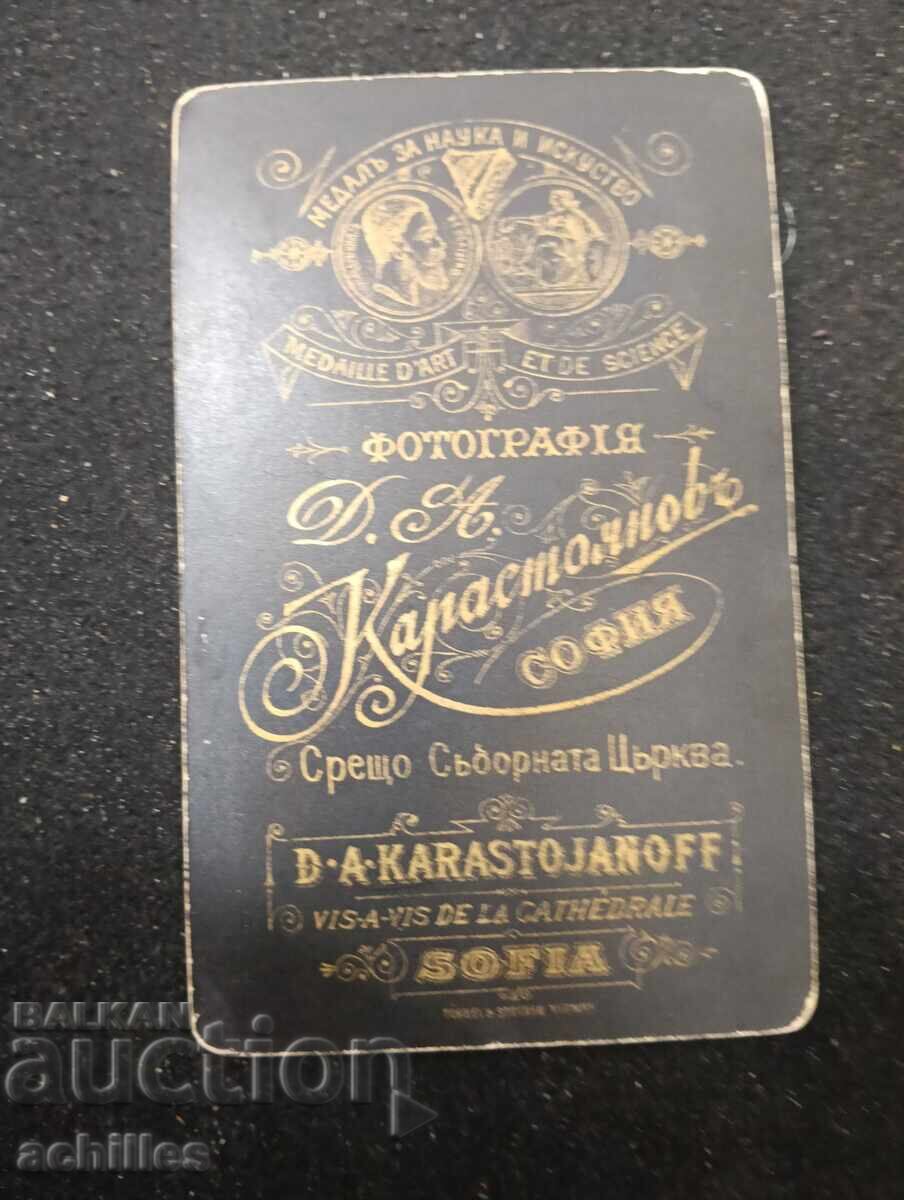 МЕДАЛЪ ЗА НАУКА И ИСКУСТВО
MEDAILLE D'ART ET DE SCIENCE
ФОТОГРАФІЯ
Д. А.
Карастояновъ
СОФИЯ
Срещо Съборната Църква.
D·A·KARASTOJANOFF
VIS-A-VIS DE LA CATHÉDRALE
SOFIA
BALKAN
auction
achilles